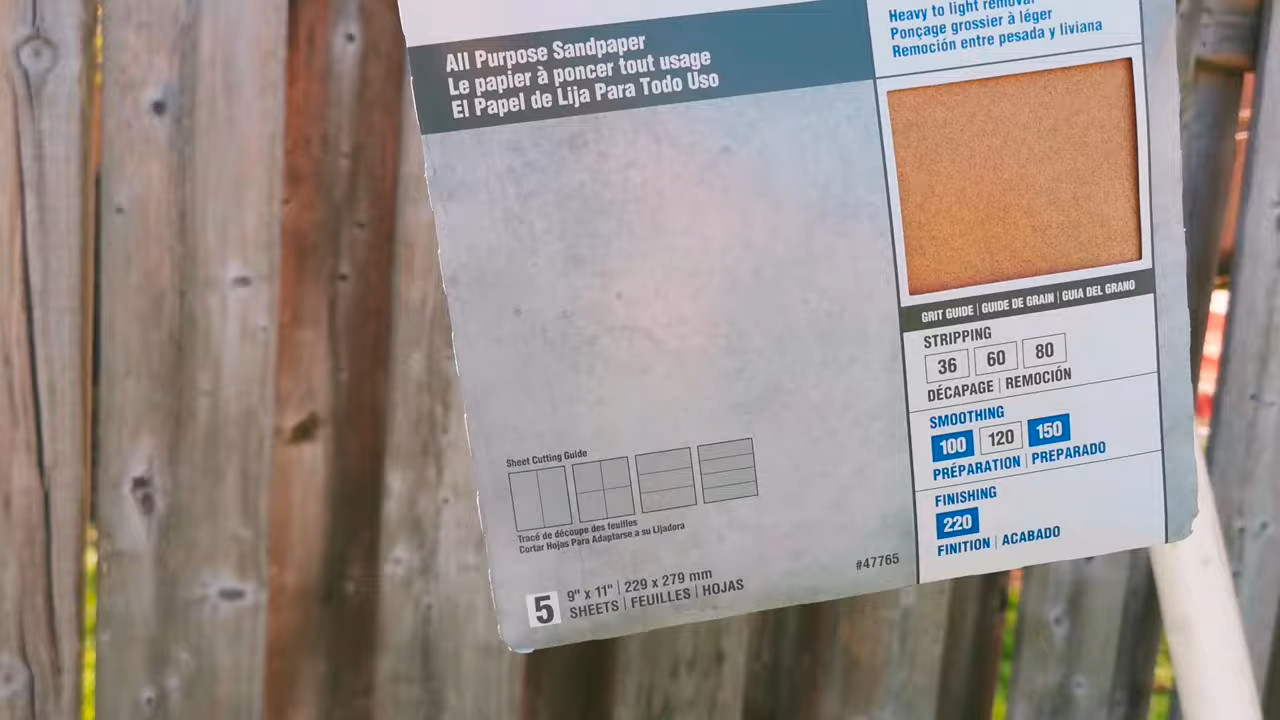 All Purpose Sandpaper
Le papier à poncer tout usage
El Papel de Lija Para Todo Uso
Heavy to light removal
Ponçage grossier à léger
Remoción entre pesada y liviana
GRIT GUIDE | GUIDE DE GRAIN | GUIA DEL GRANO
STRIPPING
36 60 80
DÉCAPAGE | REMOCIÓN
SMOOTHING
100 120 150
PRÉPARATION | PREPARADO
FINISHING
220
FINITION | ACABADO
Sheet Cutting Guide
Tracé de découpe des feuilles
Cortar Hojas Para Adaptarse a su Lijadora
5 9" x 11" | 229 x 279 mm
SHEETS | FEUILLES | HOJAS
#47765